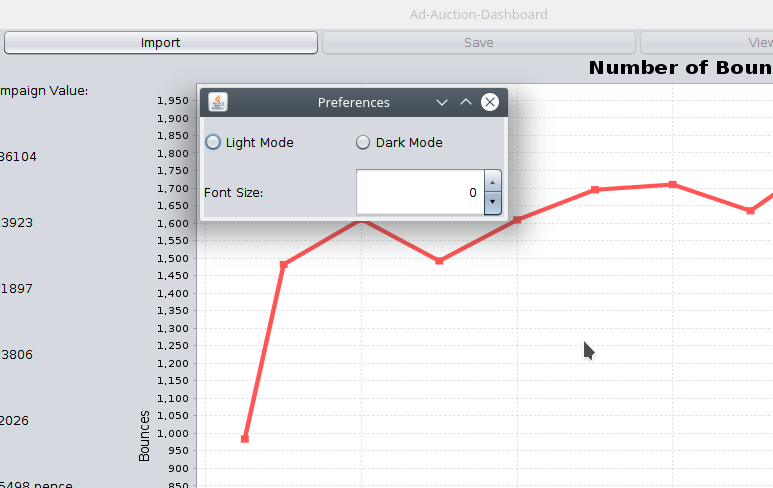 Ad-Auction-Dashboard
Import
Save
View
Number of Boun
mpaign Value:
Preferences
Light Mode
Dark Mode
Font Size:
0
36104
3923
1897
3806
2026
5498 pence
Bounces
1,950
1,900
1,850
1,800
1,750
1,700
1,650
1,600
1,550
1,500
1,450
1,400
1,350
1,300
1,250
1,200
1,150
1,100
1,050
1,000
950
900
850